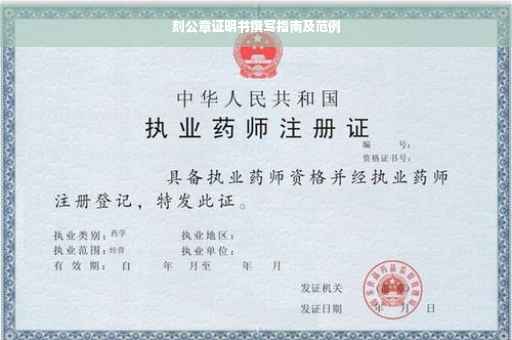 刻公章证明书撰写指南及范例
中华人民共和国
执业药师注册证
编 号:
资格证书号:
具备执业药师资格并经执业药师
注册登记，特发此证。
执业类别: 药学 执业地区:
执业范围: 经营 执业单位:
有 效 期: 自 年 月至 年 月
发证机关 (
发证日期 年 月 日